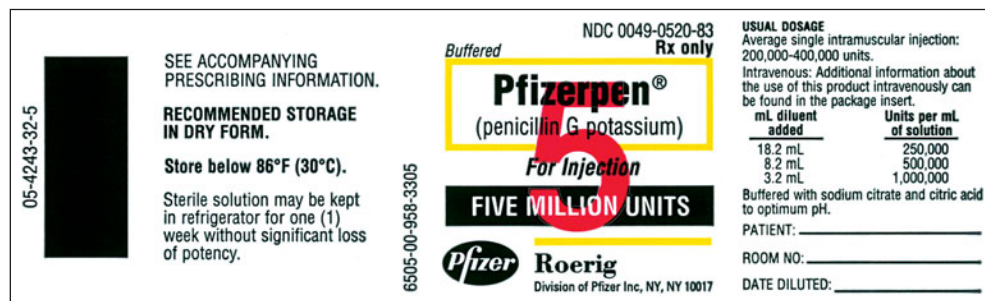 05-4243-32-5
SEE ACCOMPANYING
PRESCRIBING INFORMATION.
RECOMMENDED STORAGE
IN DRY FORM.
Store below 86°F (30°C).
Sterile solution may be kept
in refrigerator for one (1)
week without significant loss
of potency.
6505-00-958-3305
NDC 0049-0520-83
Buffered Rx only
Pfizerpen®
(penicillin G potassium)
5
For Injection
FIVE MILLION UNITS
Pfizer Roerig
Division of Pfizer Inc, NY, NY 10017
USUAL DOSAGE
Average single intramuscular injection:
200,000-400,000 units.
Intravenous: Additional information about
the use of this product intravenously can
be found in the package insert.
mL diluent Units per mL
added of solution
18.2 mL 250,000
8.2 mL 500,000
3.2 mL 1,000,000
Buffered with sodium citrate and citric acid
to optimum pH.
PATIENT:
ROOM NO:
DATE DILUTED: